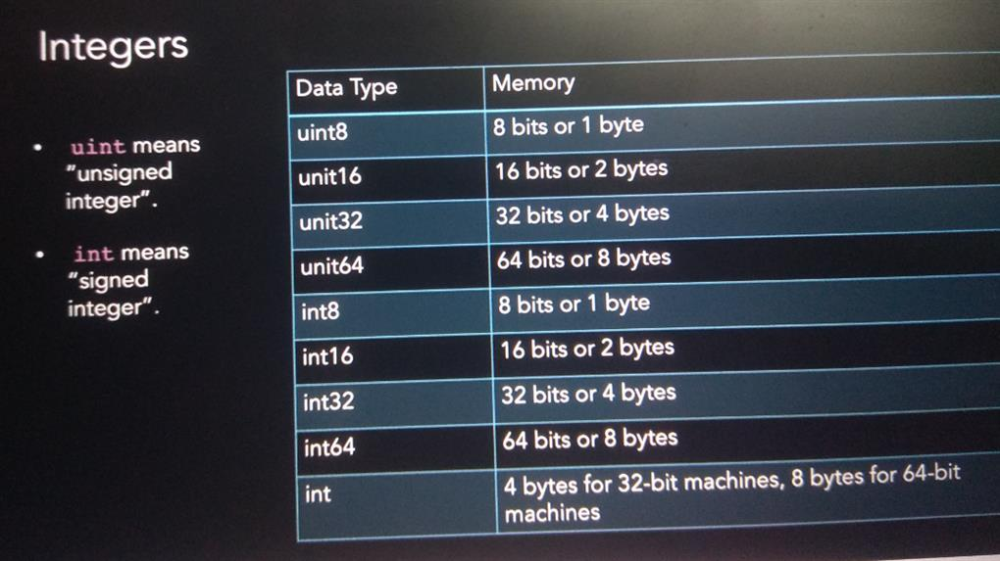 Integers
• uint means
"unsigned
integer".
• int means
"signed
integer".
Data Type Memory
uint8 8 bits or 1 byte
unit16 16 bits or 2 bytes
unit32 32 bits or 4 bytes
unit64 64 bits or 8 bytes
int8 8 bits or 1 byte
int16 16 bits or 2 bytes
int32 32 bits or 4 bytes
int64 64 bits or 8 bytes
int 4 bytes for 32-bit machines, 8 bytes for 64-bit
machines